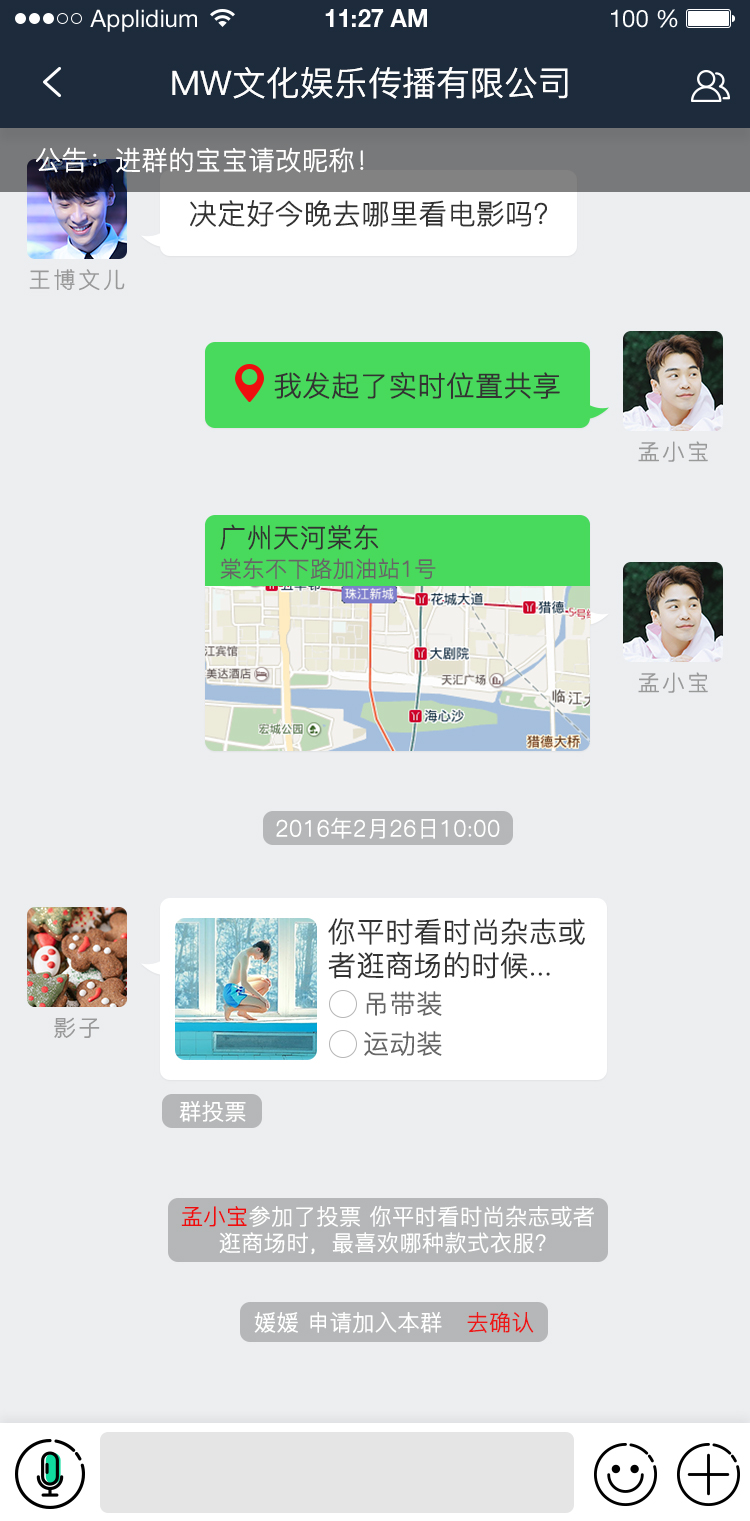 Applidium 11:27 AM 100 %
MW文化娱乐传播有限公司
公告：进群的宝宝请改昵称！
决定好今晚去哪里看电影吗？
王博文儿
我发起了实时位置共享
孟小宝
广州天河棠东
棠东不下路加油站1号
珠江新城
花城大道
猎德
5号线
江宾馆
大剧院
美达酒店
天汇广场
孟小宝
临江大
海心沙
宏城公园
猎德大桥
2016年2月26日10:00
你平时看时尚杂志或
者逛商场的时候...
吊带装
运动装
影子
群投票
孟小宝参加了投票 你平时看时尚杂志或者
逛商场时，最喜欢哪种款式衣服？
媛媛 申请加入本群 去确认